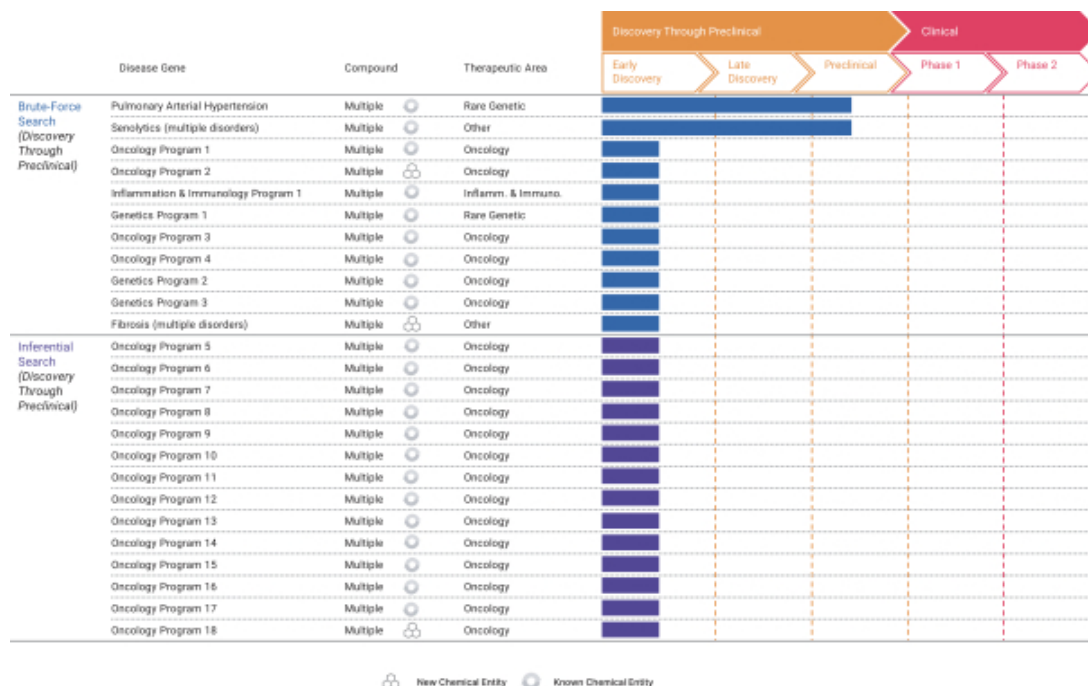 Discovery Through Preclinical Clinical
Disease Gene Compound Therapeutic Area Early Discovery Late Discovery Preclinical Phase 1 Phase 2
Brute-Force Search (Discovery Through Preclinical)
Pulmonary Arterial Hypertension Multiple Rare Genetic
Senolytics (multiple disorders) Multiple Other
Oncology Program 1 Multiple Oncology
Oncology Program 2 Multiple Oncology
Inflammation & Immunology Program 1 Multiple Inflamm. & Immuno.
Genetics Program 1 Multiple Rare Genetic
Oncology Program 3 Multiple Oncology
Oncology Program 4 Multiple Oncology
Genetics Program 2 Multiple Oncology
Genetics Program 3 Multiple Oncology
Fibrosis (multiple disorders) Multiple Other
Inferential Search (Discovery Through Preclinical)
Oncology Program 5 Multiple Oncology
Oncology Program 6 Multiple Oncology
Oncology Program 7 Multiple Oncology
Oncology Program 8 Multiple Oncology
Oncology Program 9 Multiple Oncology
Oncology Program 10 Multiple Oncology
Oncology Program 11 Multiple Oncology
Oncology Program 12 Multiple Oncology
Oncology Program 13 Multiple Oncology
Oncology Program 14 Multiple Oncology
Oncology Program 15 Multiple Oncology
Oncology Program 16 Multiple Oncology
Oncology Program 17 Multiple Oncology
Oncology Program 18 Multiple Oncology
New Chemical Entity Known Chemical Entity